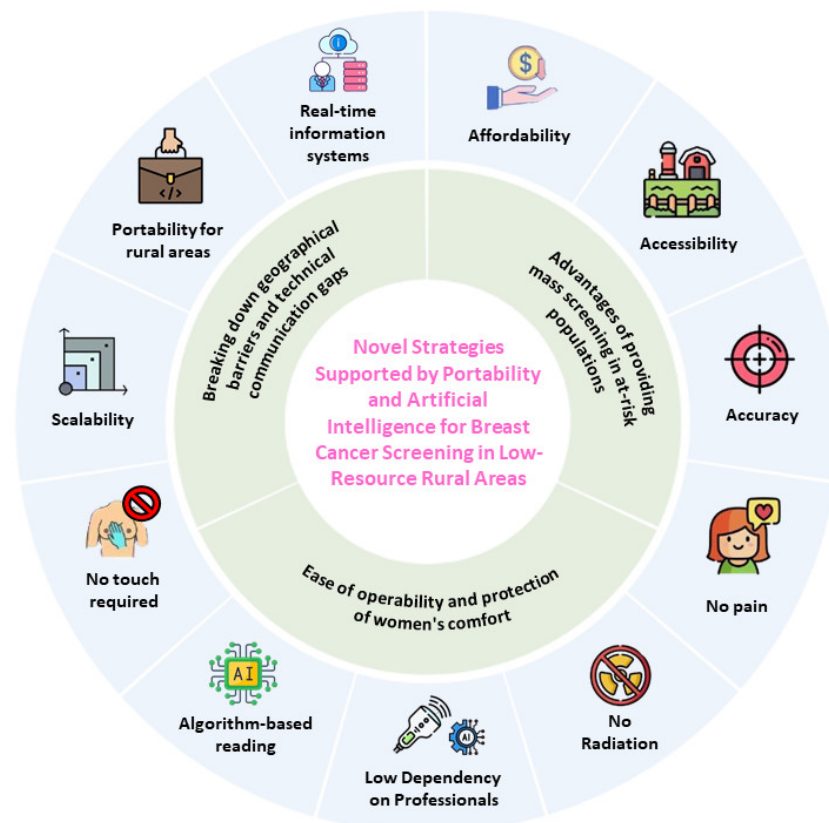 Real-time
information
systems
Affordability
Portability for
rural areas
Accessibility
Scalability
Accuracy
No touch
required
No pain
Algorithm-based
reading
No
Radiation
Low Dependency
on Professionals
Breaking down geographical
barriers and technical
communication gaps
Advantages of providing
mass screening in at-risk
populations
Ease of operability and protection
of women's comfort
Novel Strategies
Supported by Portability
and Artificial
Intelligence for Breast
Cancer Screening in Low-
Resource Rural Areas
$
i
</>
AI
AI